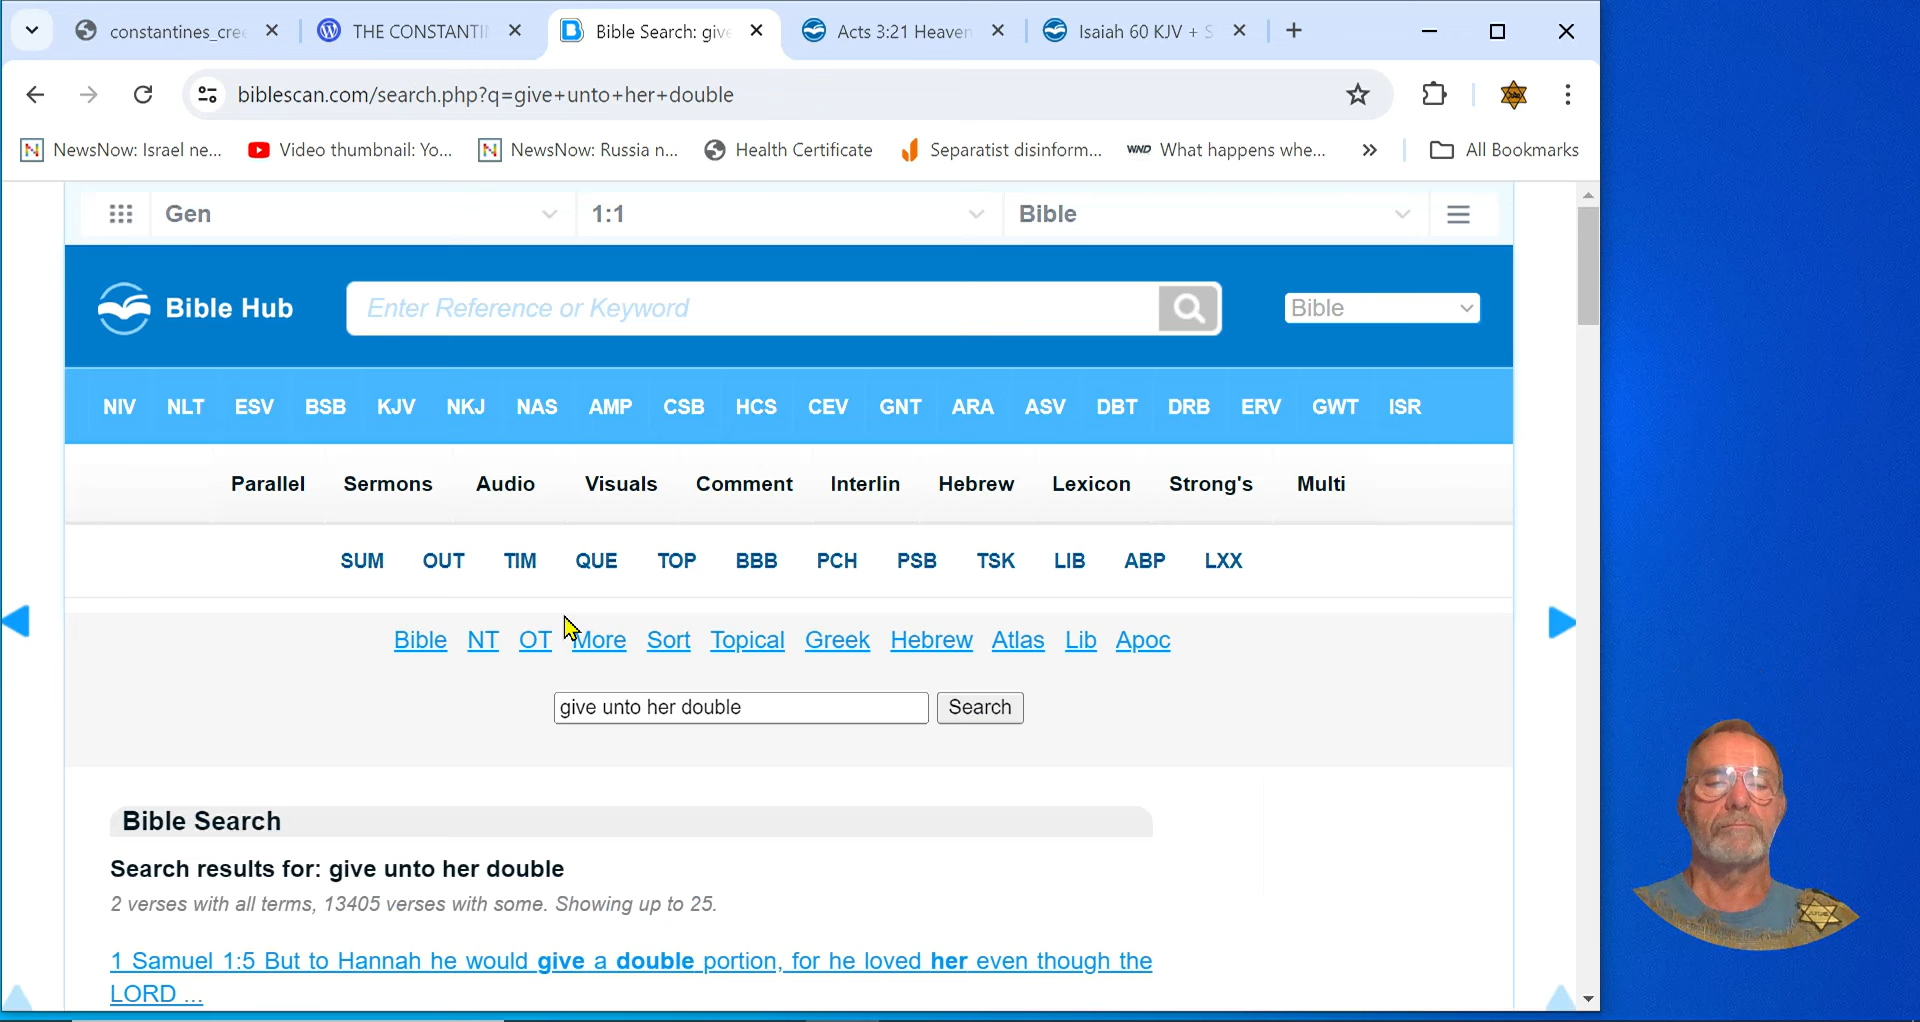 constantines_cre
THE CONSTANTI
Bible Search: give
Acts 3:21 Heaven
Isaiah 60 KJV + S
biblescan.com/search.php?q=give+unto+her+double
NewsNow: Israel ne...
Video thumbnail: Yo...
NewsNow: Russia n...
Health Certificate
Separatist disinform...
WND What happens whe...
All Bookmarks
Gen 1:1 Bible
Bible Hub Enter Reference or Keyword Bible
NIV NLT ESV BSB KJV NKJ NAS AMP CSB HCS CEV GNT ARA ASV DBT DRB ERV GWT ISR
Parallel Sermons Audio Visuals Comment Interlin Hebrew Lexicon Strong's Multi
SUM OUT TIM QUE TOP BBB PCH PSB TSK LIB ABP LXX
Bible NT OT More Sort Topical Greek Hebrew Atlas Lib Apoc
give unto her double Search
Bible Search
Search results for: give unto her double
2 verses with all terms, 13405 verses with some. Showing up to 25.
1 Samuel 1:5 But to Hannah he would give a double portion, for he loved her even though the
LORD ...